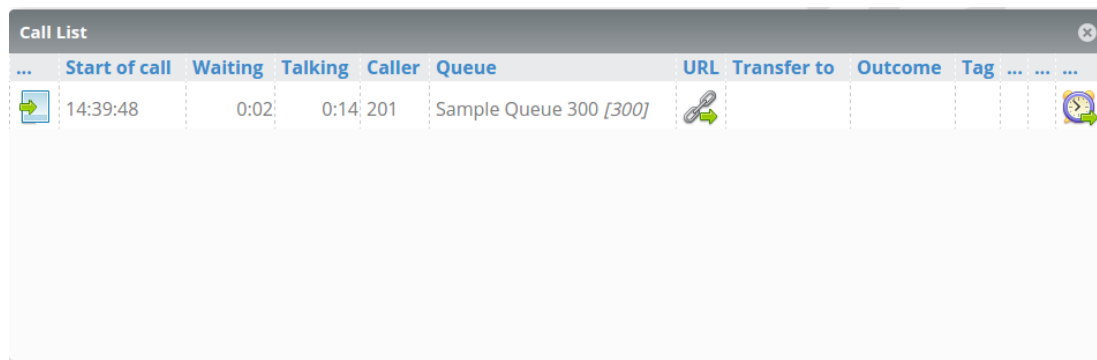 Call List
... Start of call Waiting Talking Caller Queue URL Transfer to Outcome Tag ... ... ...
14:39:48 0:02 0:14 201 Sample Queue 300 [300]